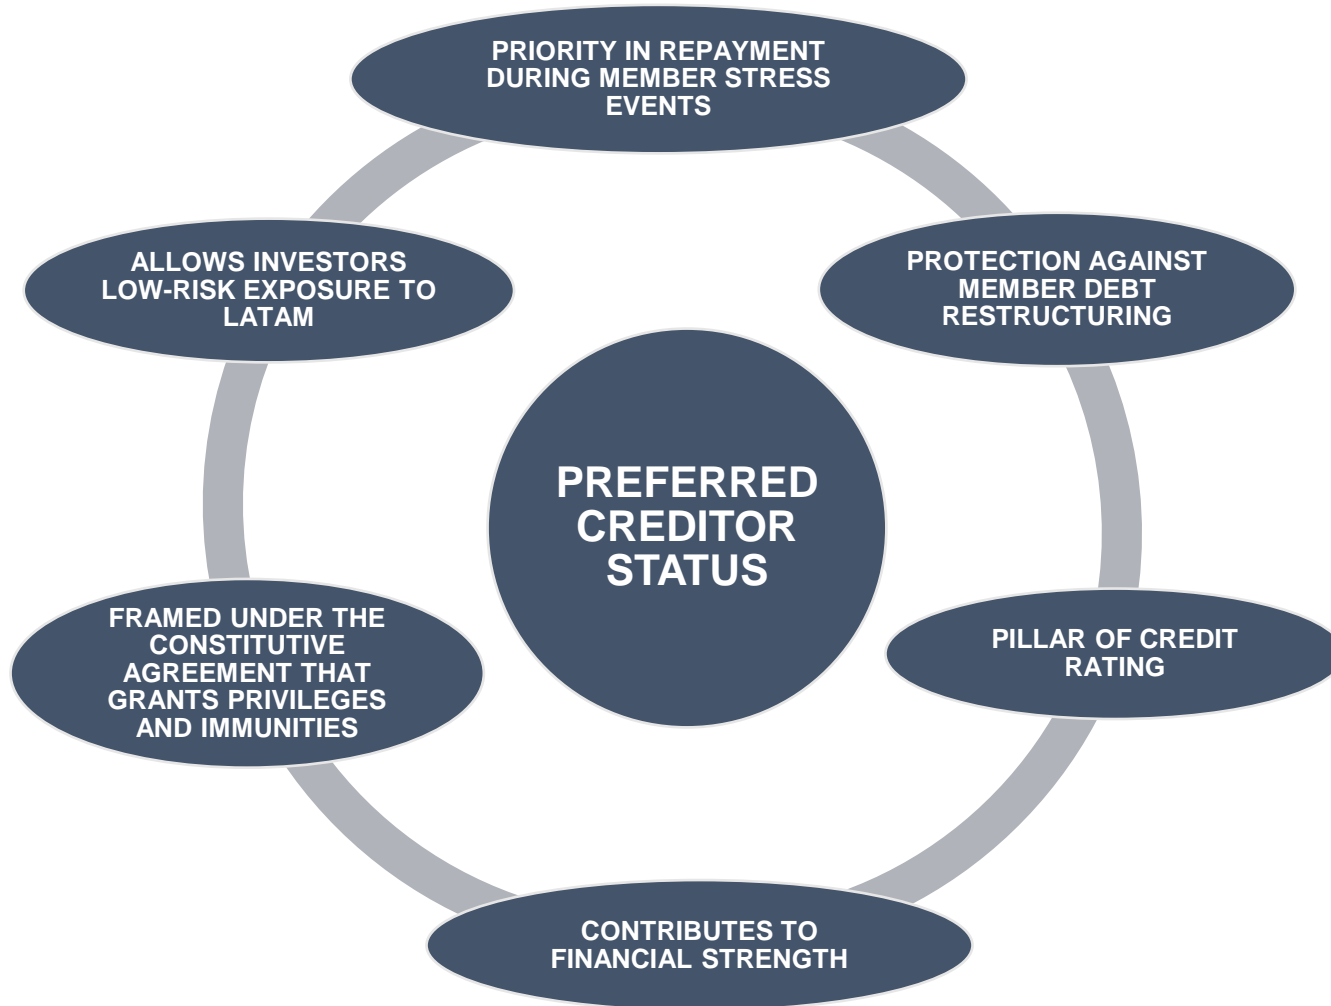 PRIORITY IN REPAYMENT
DURING MEMBER STRESS
EVENTS
ALLOWS INVESTORS
LOW-RISK EXPOSURE TO
LATAM
PROTECTION AGAINST
MEMBER DEBT
RESTRUCTURING
PREFERRED
CREDITOR
STATUS
FRAMED UNDER THE
CONSTITUTIVE
AGREEMENT THAT
GRANTS PRIVILEGES
AND IMMUNITIES
PILLAR OF CREDIT
RATING
CONTRIBUTES TO
FINANCIAL STRENGTH